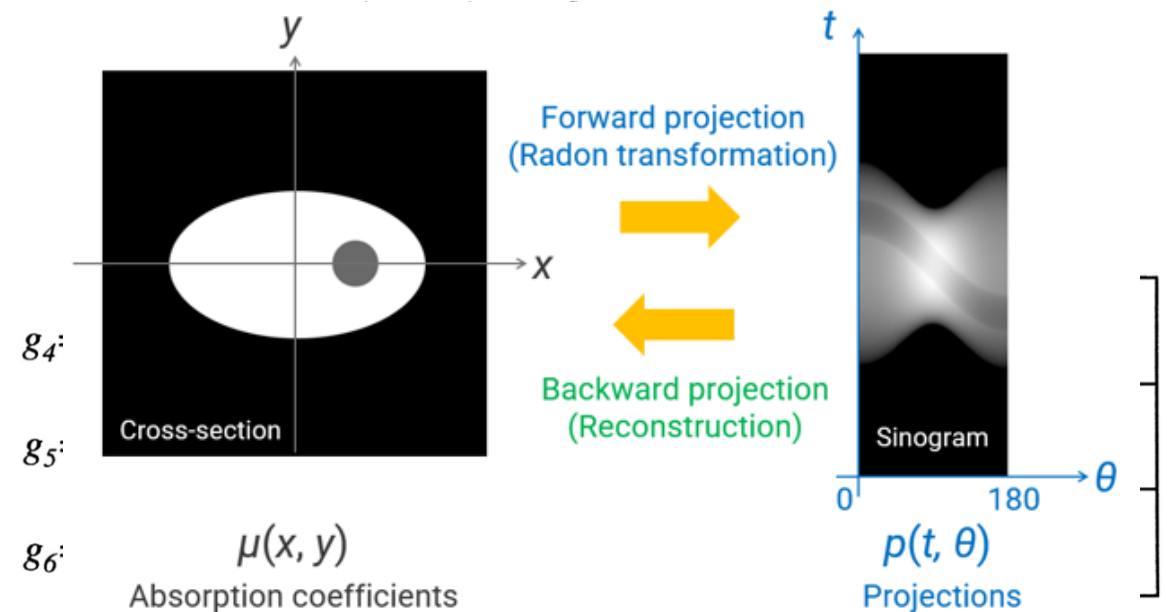 y
t
Forward projection
(Radon transformation)
x
Backward projection
(Reconstruction)
g4:
Cross-section
Sinogram
g5:
θ
0
180
μ(x, y)
p(t, θ)
g6:
Absorption coefficients
Projections